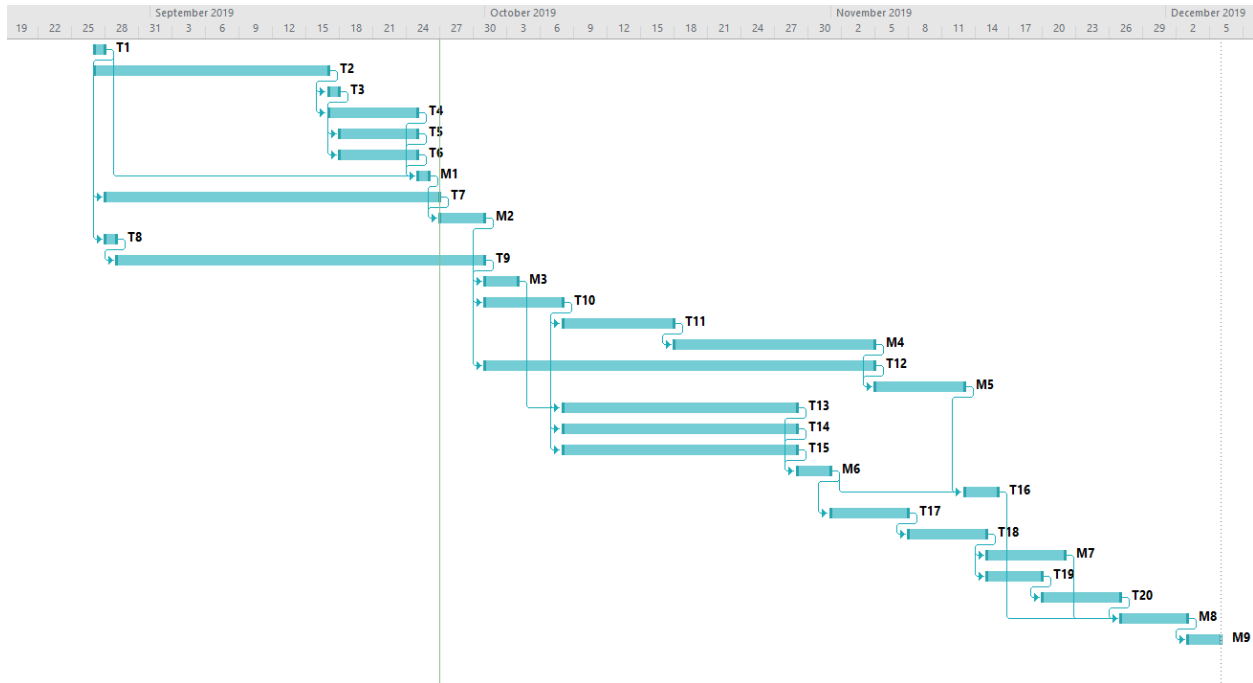 September 2019 October 2019 November 2019 December 2019
19 22 25 28 31 3 6 9 12 15 18 21 24 27 30 3 6 9 12 15 18 21 24 27 30 2 5 8 11 14 17 20 23 26 29 2 5
T1
T2
T3
T4
T5
T6
M1
T7
M2
T8
T9
M3
T10
T11
M4
T12
M5
T13
T14
T15
M6
T16
T17
T18
M7
T19
T20
M8
M9